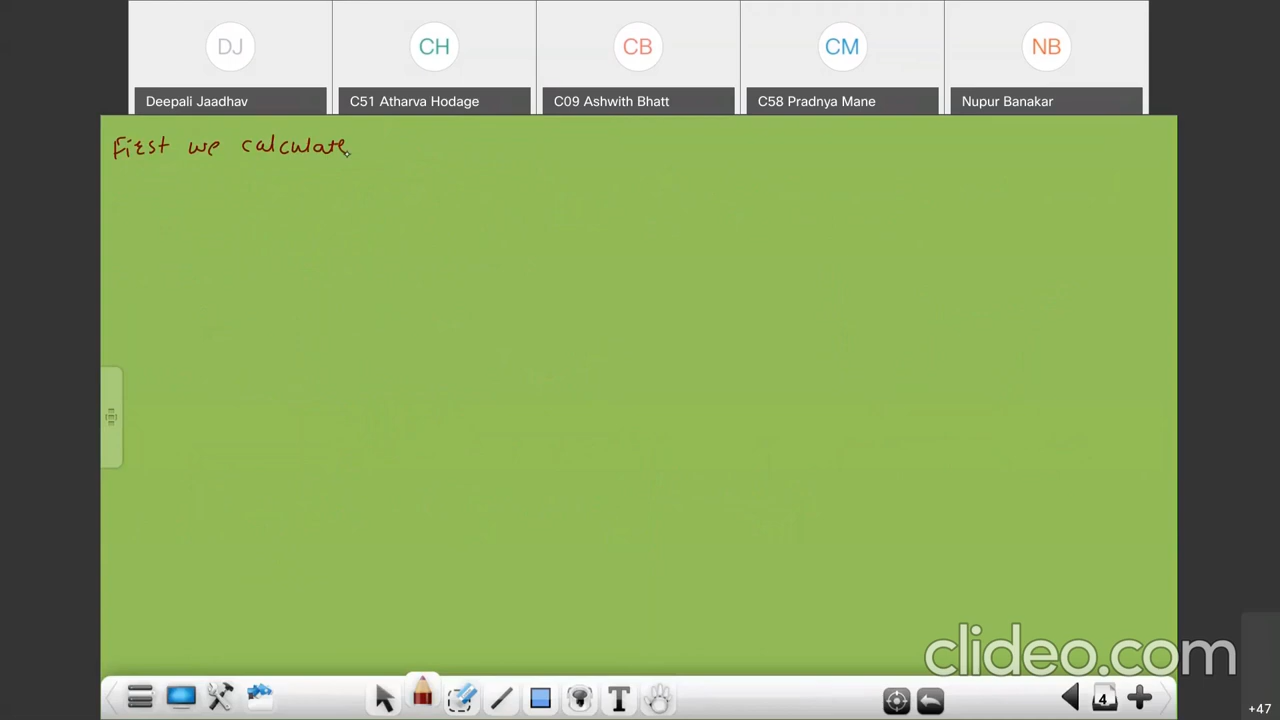 DJ CH CB CM NB
Deepali Jaadhav C51 Atharva Hodage C09 Ashwith Bhatt C58 Pradnya Mane Nupur Banakar
First we calculate
clideo.com
T 4
+47